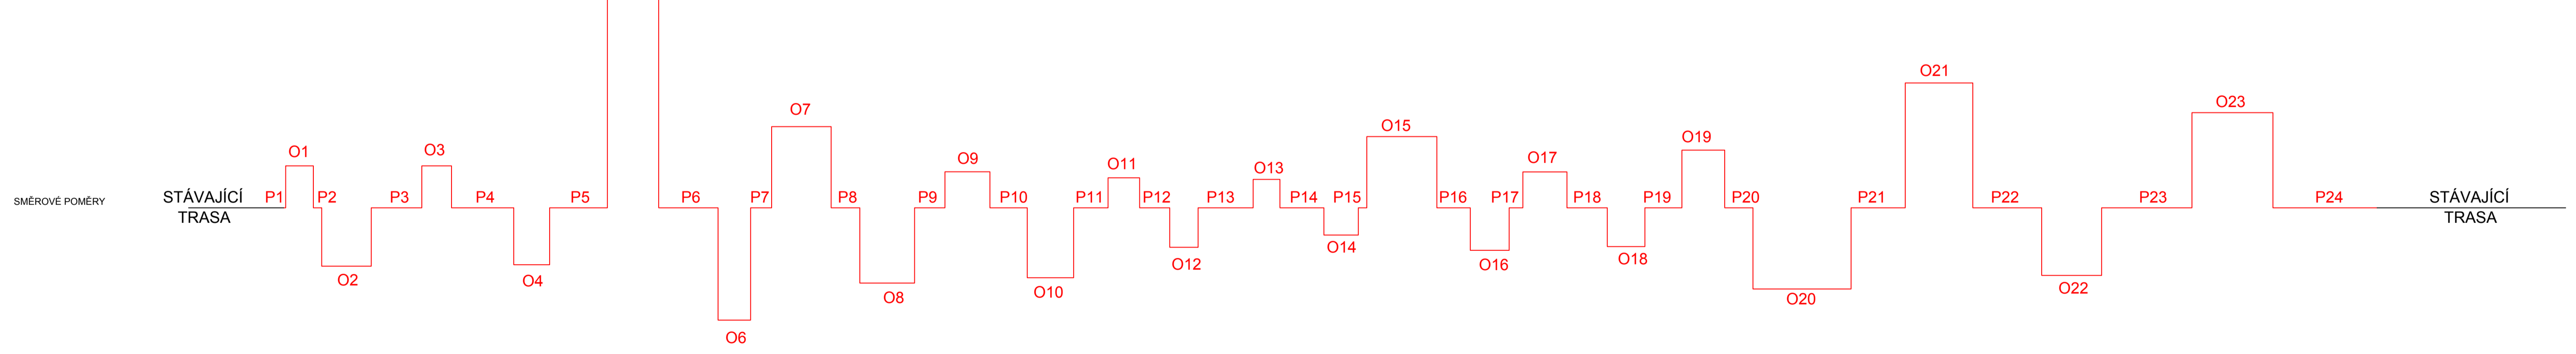 O21
O23
O7
O15
O19
O1
O3
O9
O11
O13
O17
SMĚROVÉ POMĚRY
STÁVAJÍCÍ P1 P2 P3 P4 P5 P6 P7 P8 P9 P10 P11 P12 P13 P14 P15 P16 P17 P18 P19 P20 P21 P22 P23 P24 STÁVAJÍCÍ
TRASA TRASA
O2
O4
O6
O8
O10
O12
O14
O16
O18
O20
O22